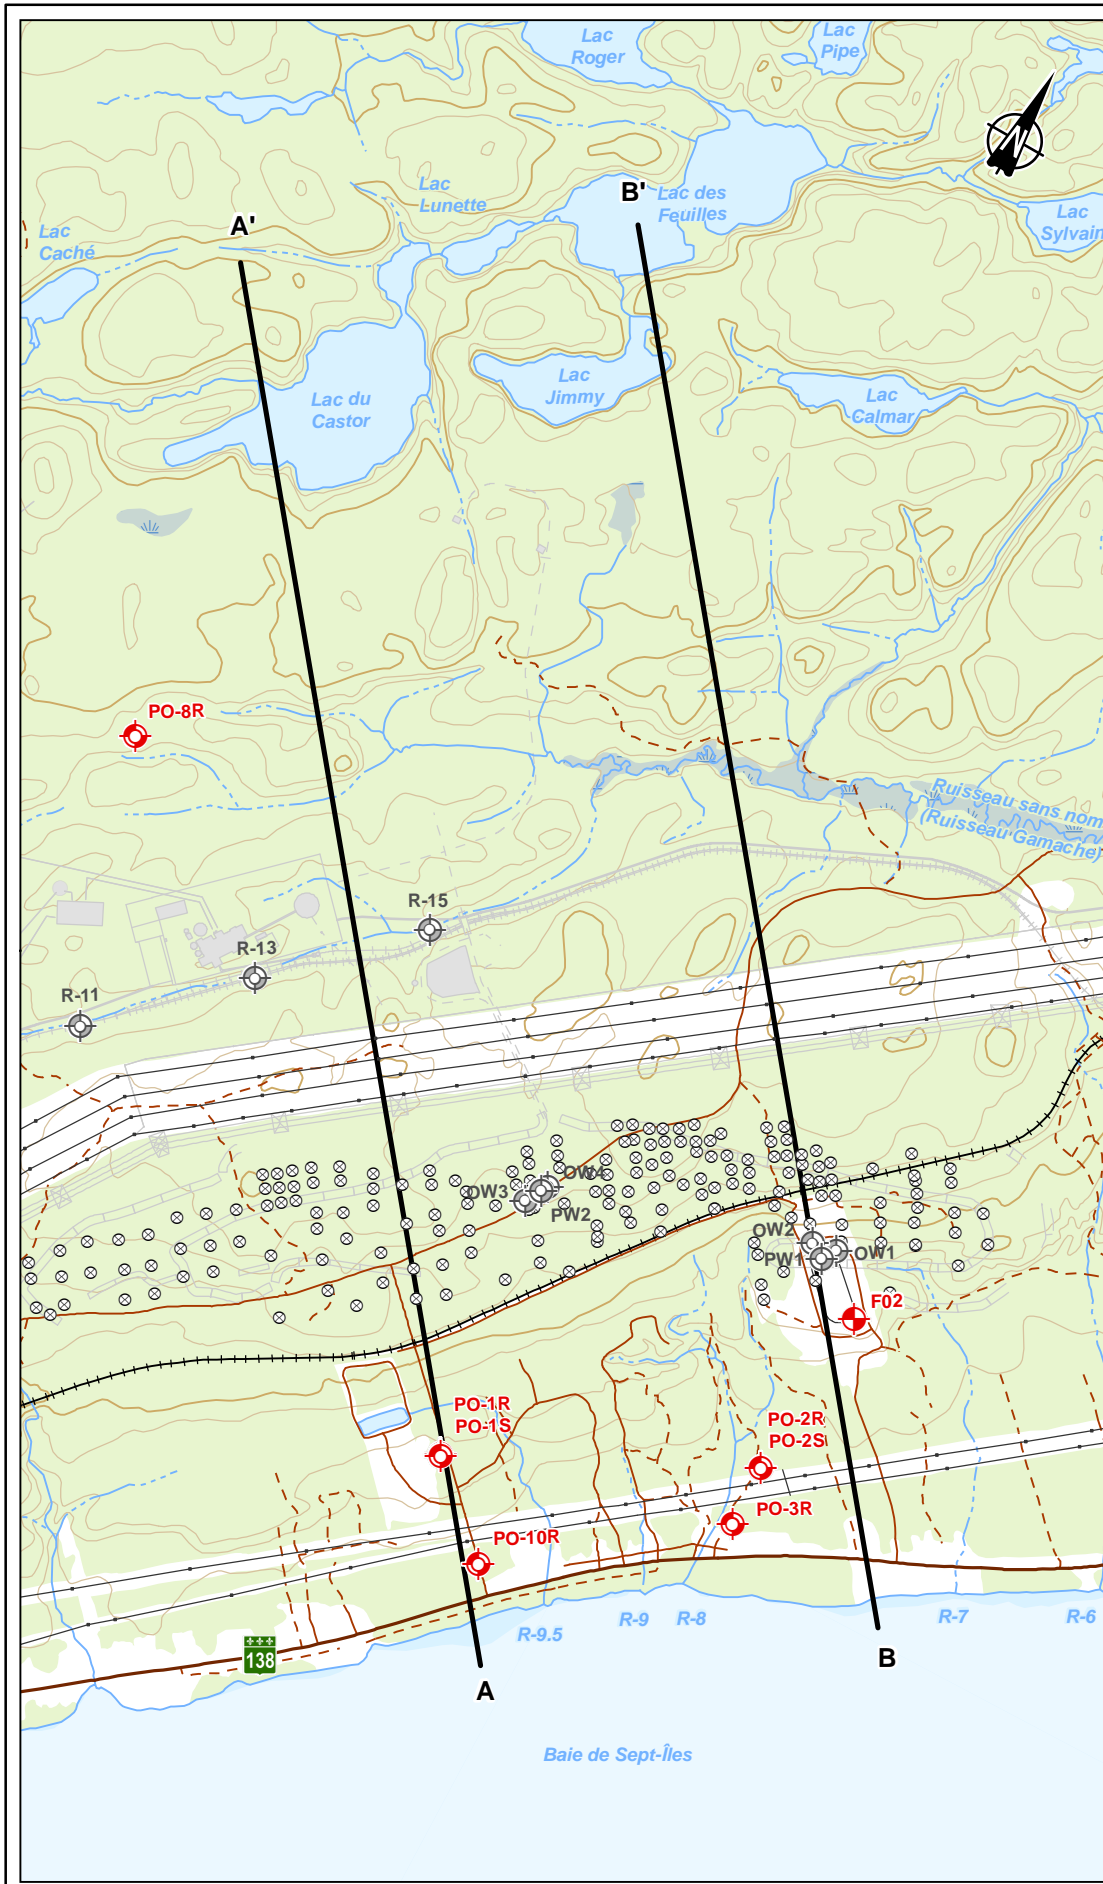 Lac
Roger
Lac
Pipe
N
Lac
Lunette
B'
Lac des
Feuilles
A'
Lac
Caché
Lac
Sylvain
Lac du
Castor
Lac
Jimmy
Lac
Calmar
PO-8R
Ruisseau sans nom
(Ruisseau Gamache)
R-15
R-13
R-11
OW4
OW3
PW2
OW2
OW1
PW1
F02
PO-1R
PO-1S
PO-2R
PO-2S
PO-3R
PO-10R
R-9
R-8
R-7
R-6
R-9.5
138
B
A
Baie de Sept-Îles